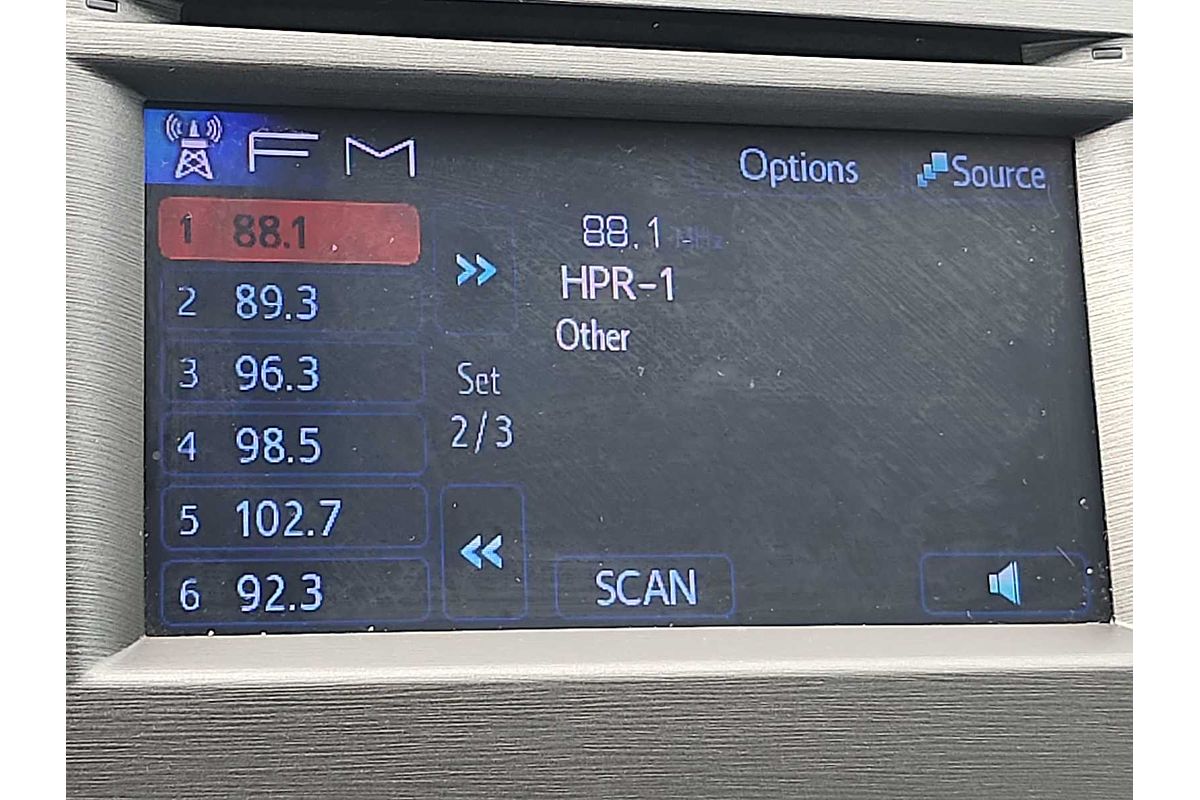 FM
Options
Source
1 88.1
2 89.3
3 96.3
4 98.5
5 102.7
6 92.3
Set
2/3
88.1 MHz
HPR-1
Other
SCAN